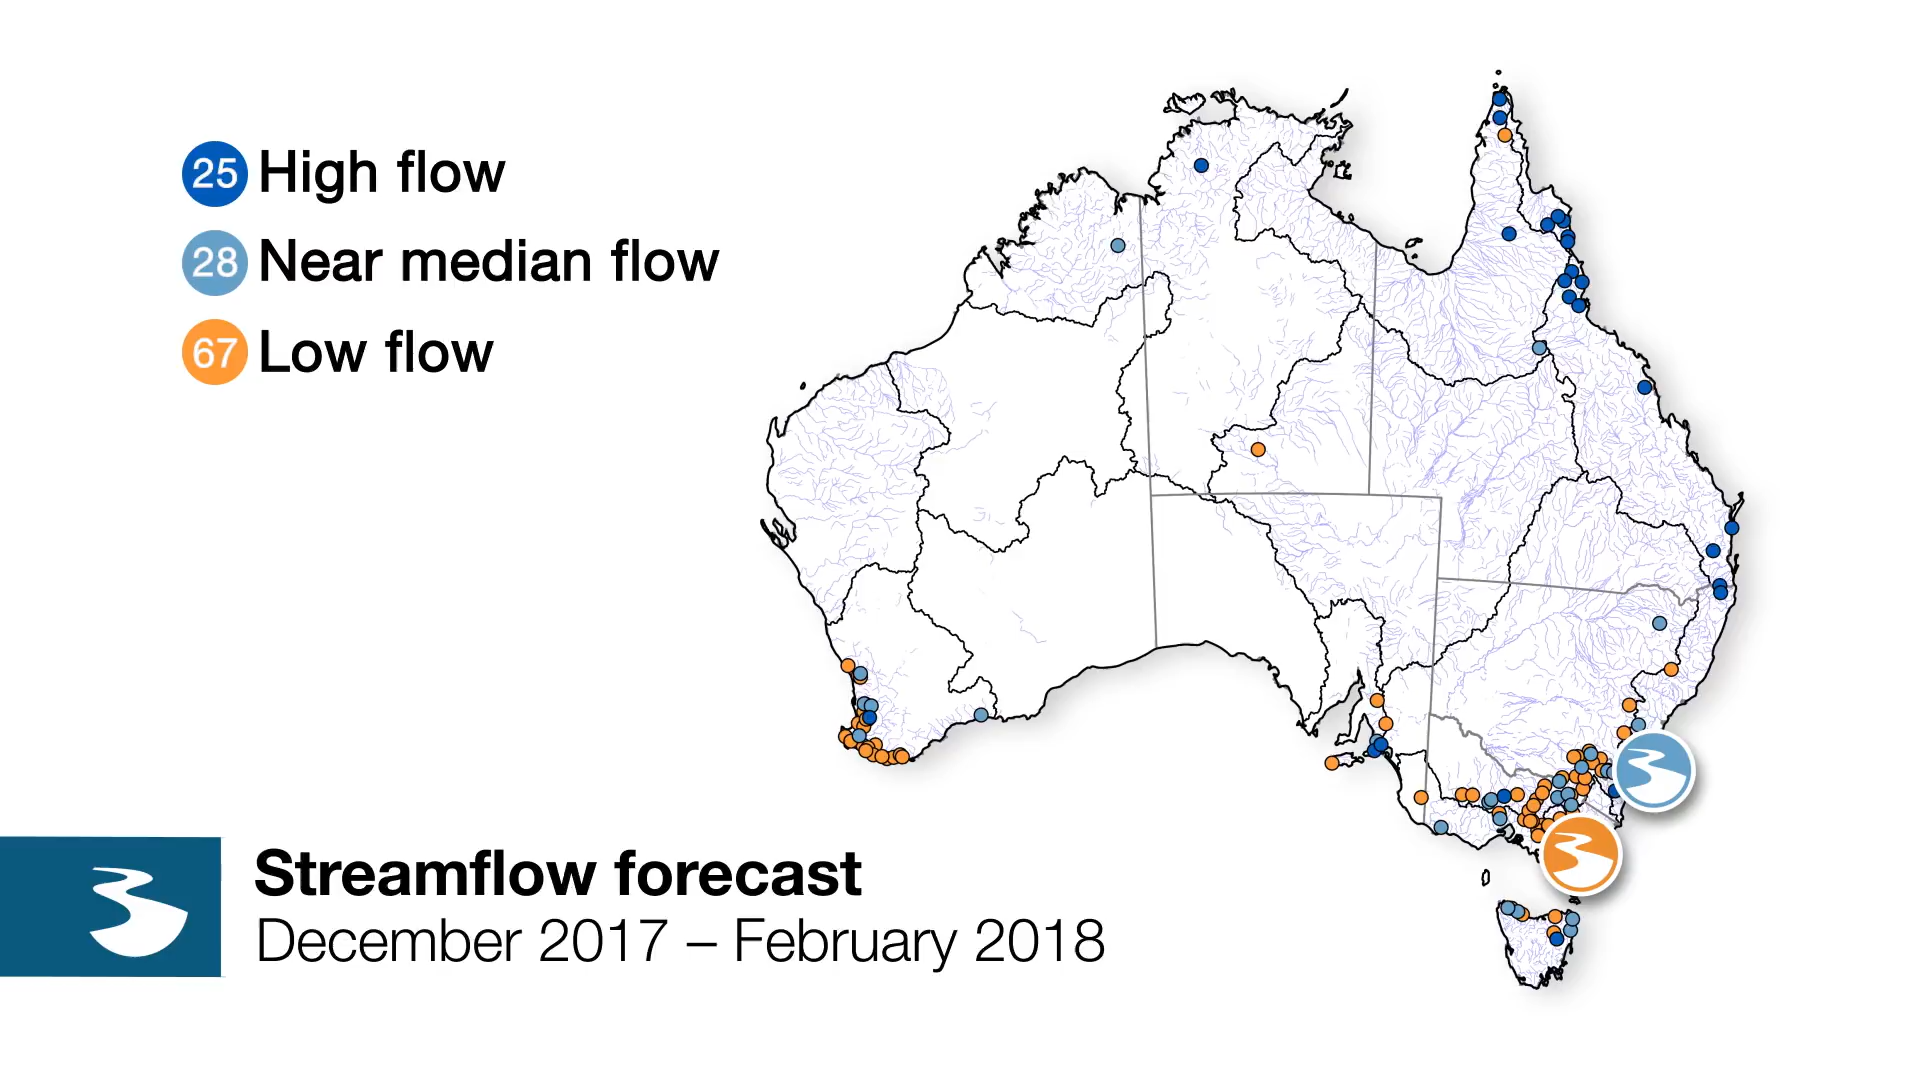 25 High flow
28 Near median flow
67 Low flow
Streamflow forecast
December 2017 – February 2018